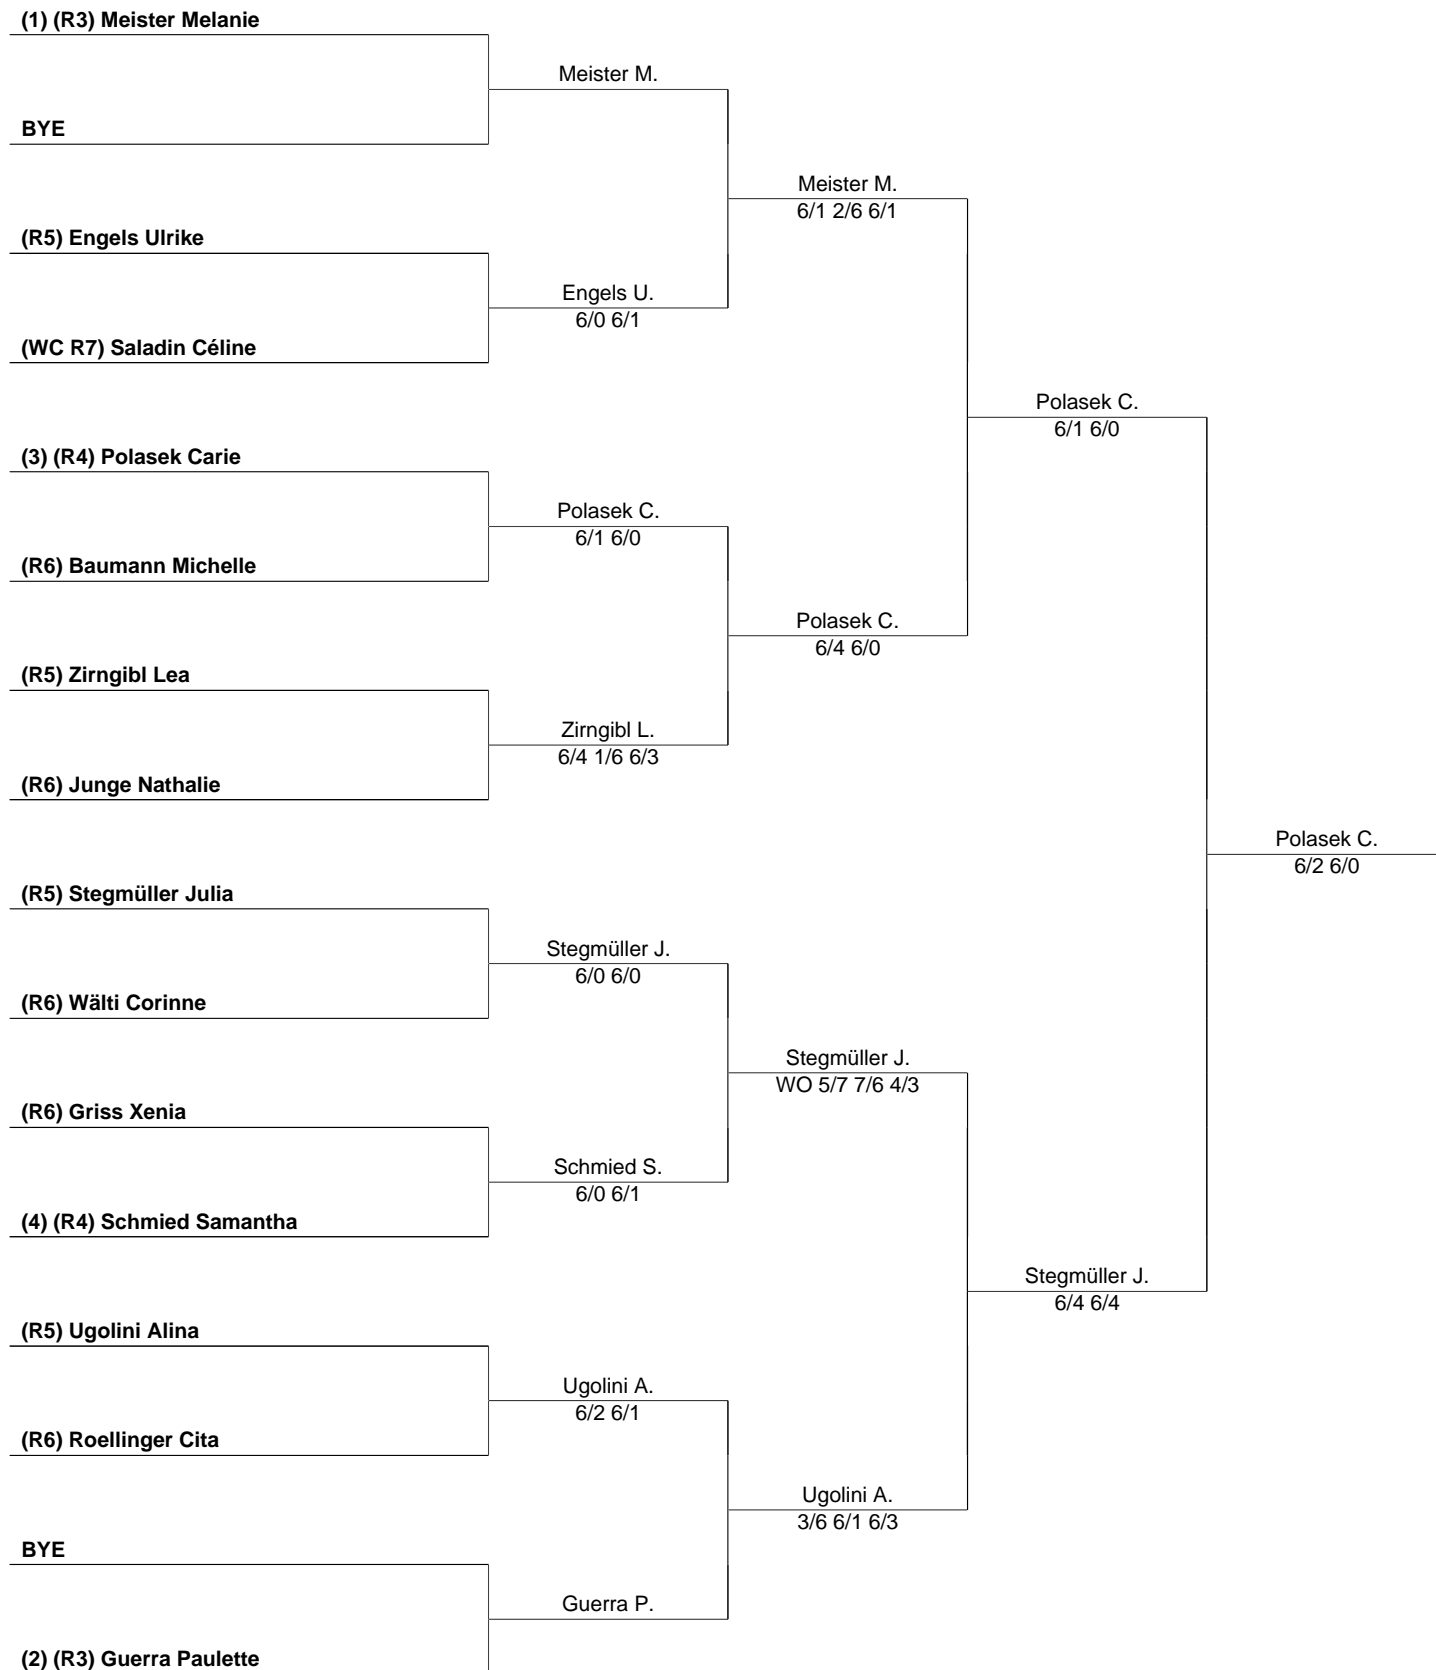 (1) (R3) Meister Melanie
Meister M.
BYE
Meister M.
6/1 2/6 6/1
(R5) Engels Ulrike
Engels U.
6/0 6/1
(WC R7) Saladin Céline
Polasek C.
6/1 6/0
(3) (R4) Polasek Carie
Polasek C.
6/1 6/0
(R6) Baumann Michelle
Polasek C.
6/4 6/0
(R5) Zirngibl Lea
Zirngibl L.
6/4 1/6 6/3
(R6) Junge Nathalie
Polasek C.
6/2 6/0
(R5) Stegmüller Julia
Stegmüller J.
6/0 6/0
(R6) Wälti Corinne
Stegmüller J.
WO 5/7 7/6 4/3
(R6) Griss Xenia
Schmied S.
6/0 6/1
(4) (R4) Schmied Samantha
Stegmüller J.
6/4 6/4
(R5) Ugolini Alina
Ugolini A.
6/2 6/1
(R6) Roellinger Cita
Ugolini A.
3/6 6/1 6/3
BYE
Guerra P.
(2) (R3) Guerra Paulette